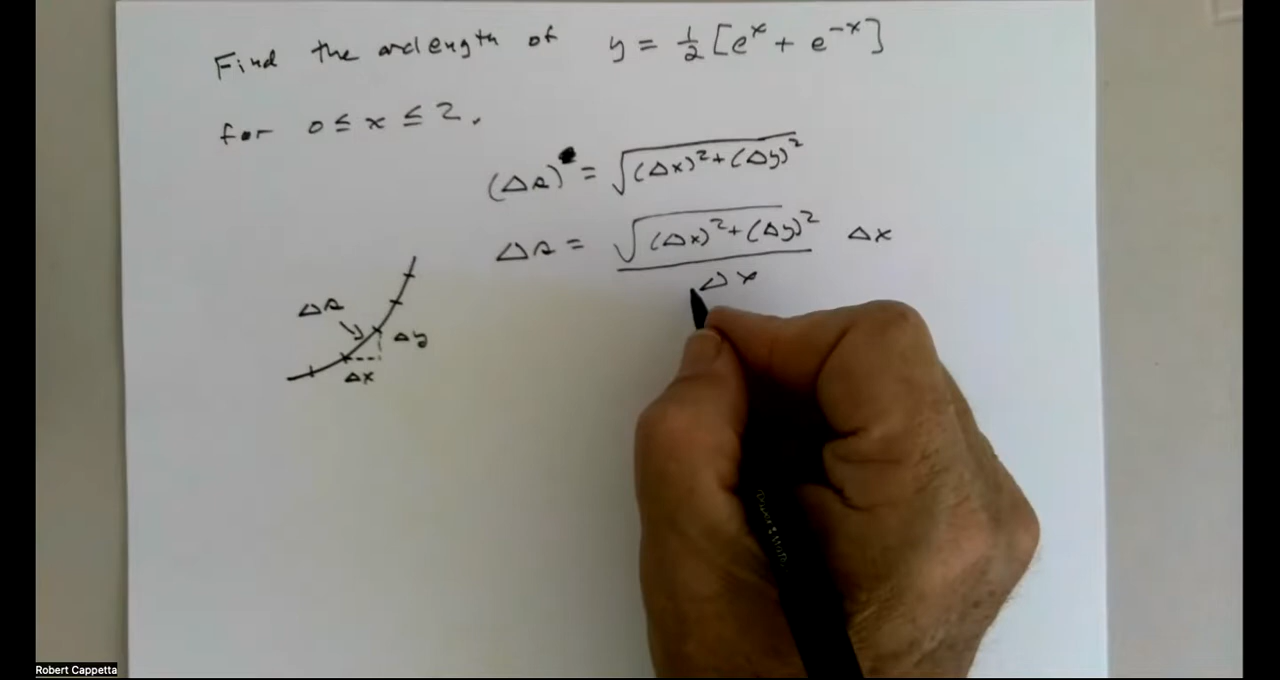 Find the arclength of y = ½ [eˣ + e⁻ˣ]
for 0 ≤ x ≤ 2.
(Δs) = √(Δx)² + (Δy)²
Δs = √(Δx)² + (Δy)² / Δx Δx
Δs
Δy
Δx
Robert Cappetta